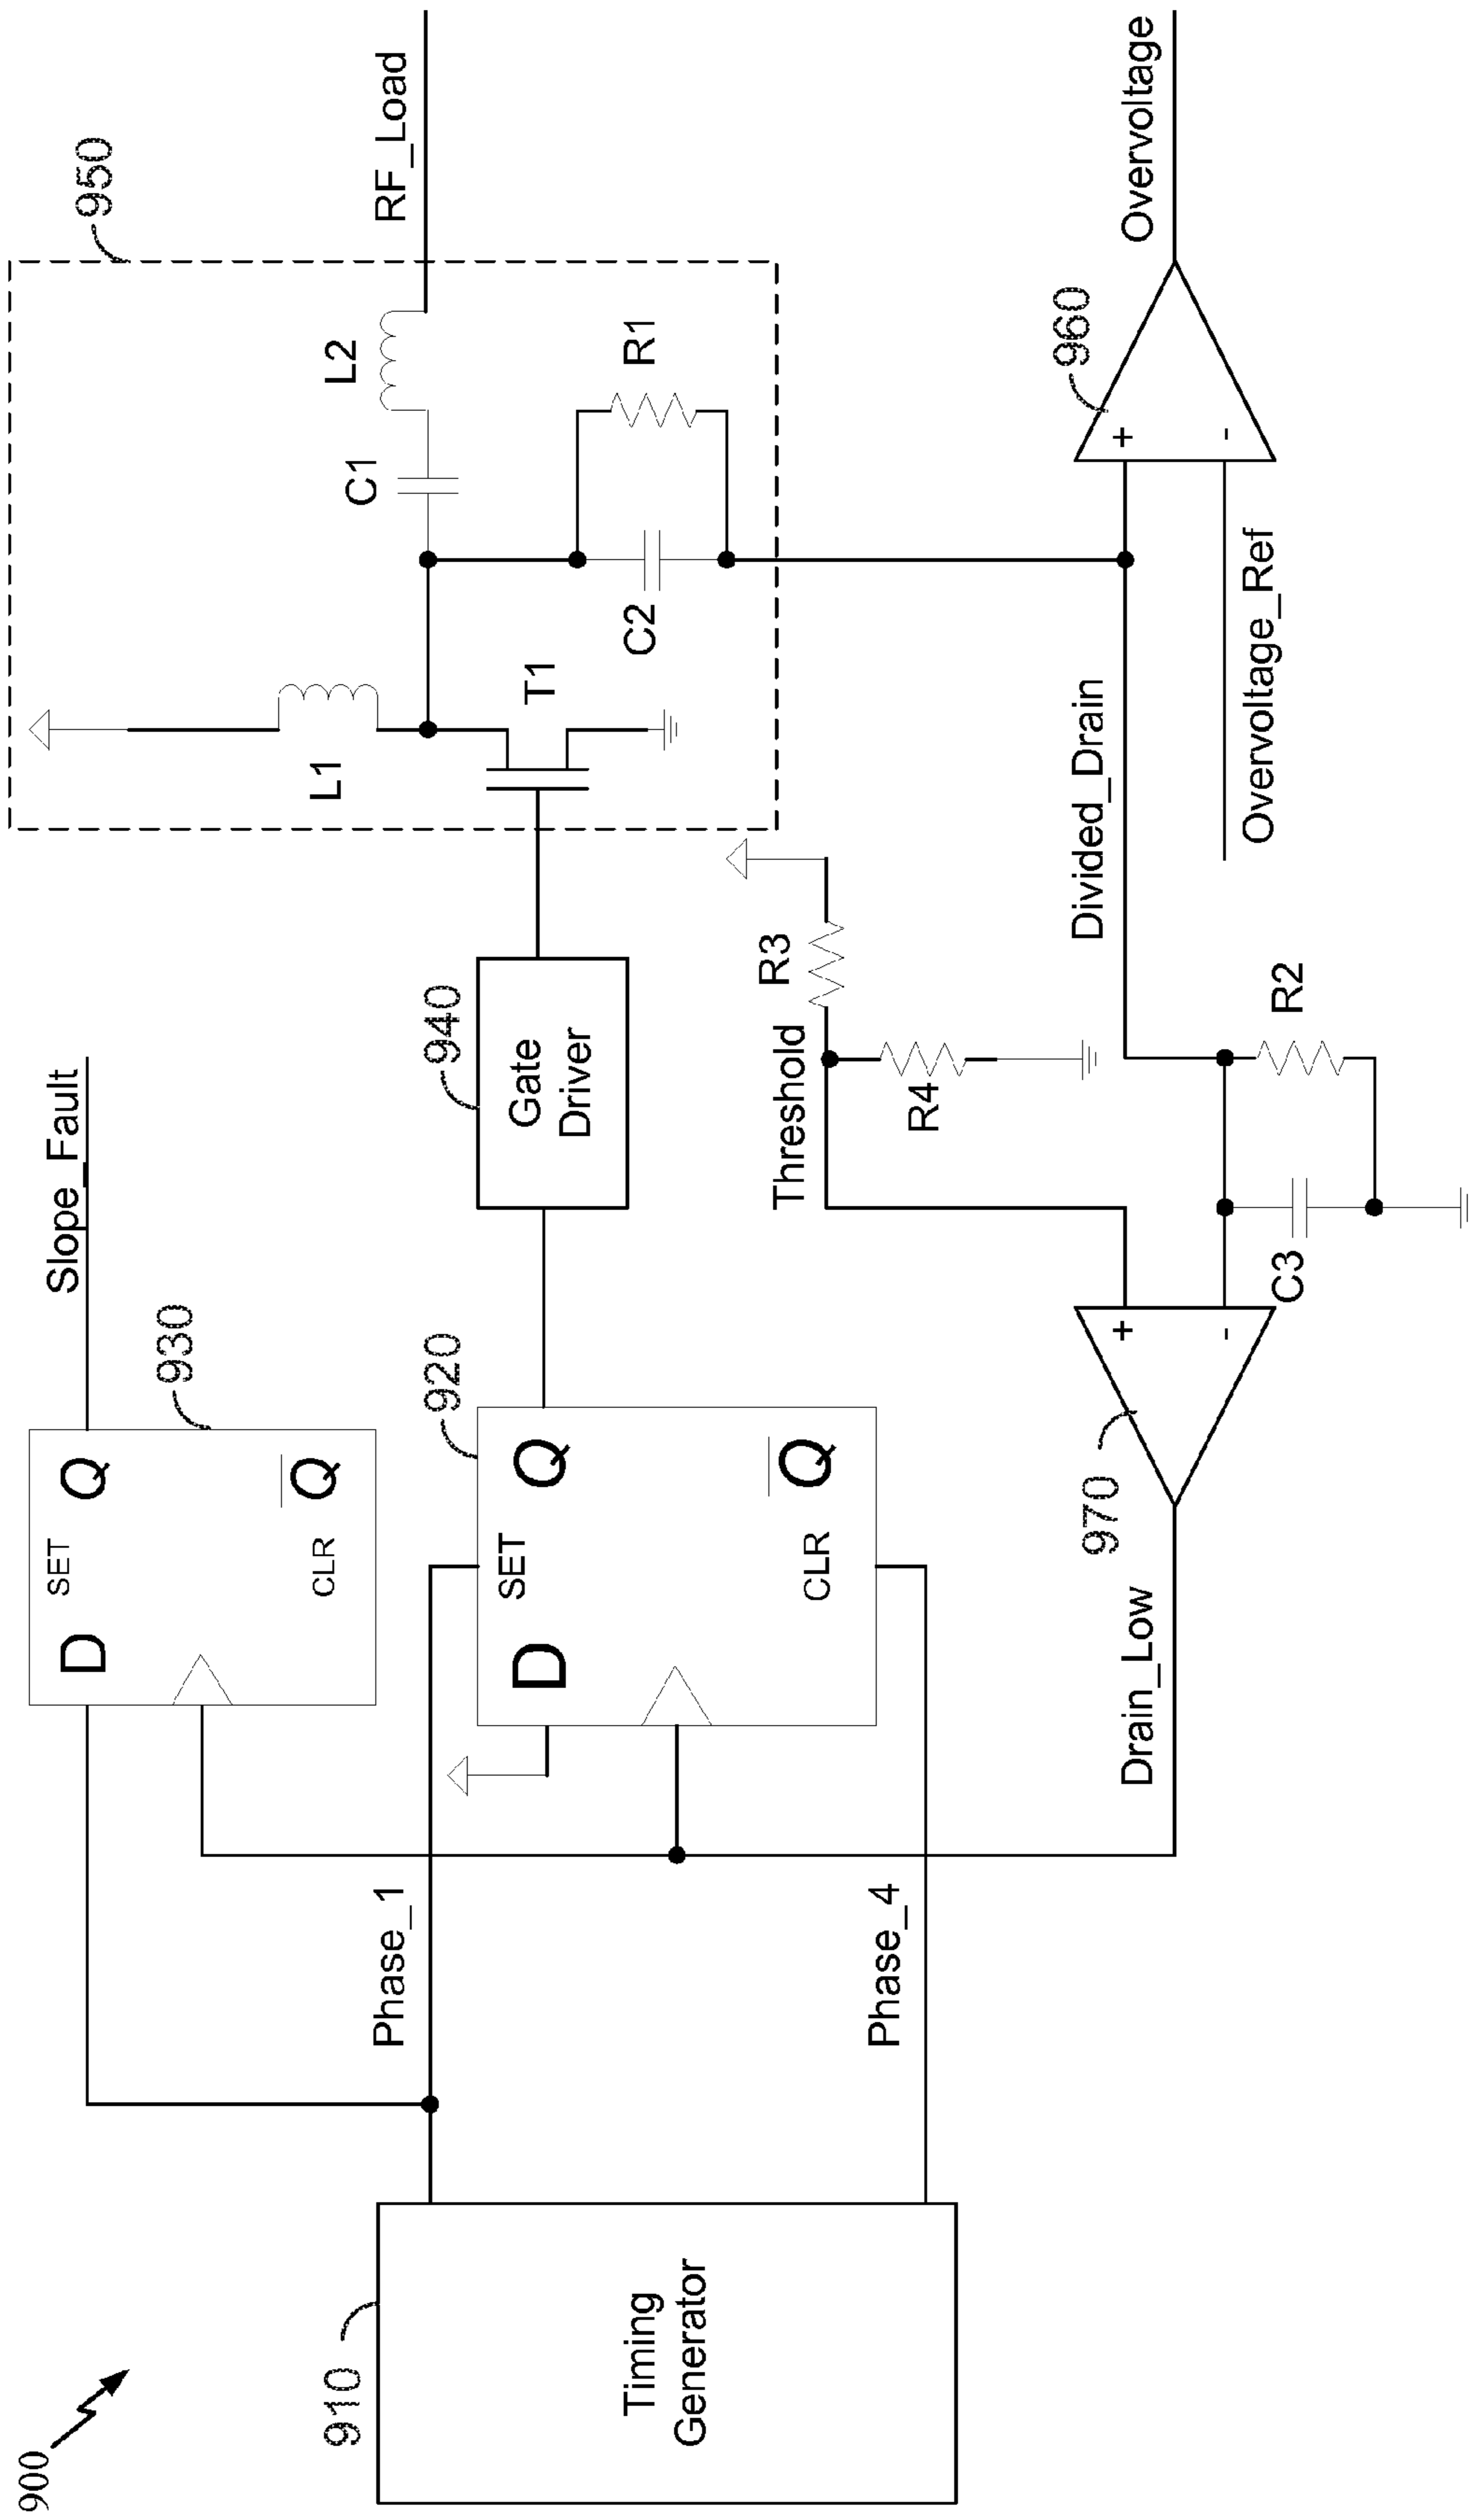 900
910
Timing
Generator
Phase_1
Phase_4
930
D
SET
Q
CLR
Q
Slope_Fault
920
D
SET
Q
CLR
Q
940
Gate
Driver
950
L1
T1
C1
L2
C2
R1
RF_Load
Threshold
R3
R4
Divided_Drain
Overvoltage_Ref
960
+
-
Overvoltage
Drain_Low
970
+
-
C3
R2